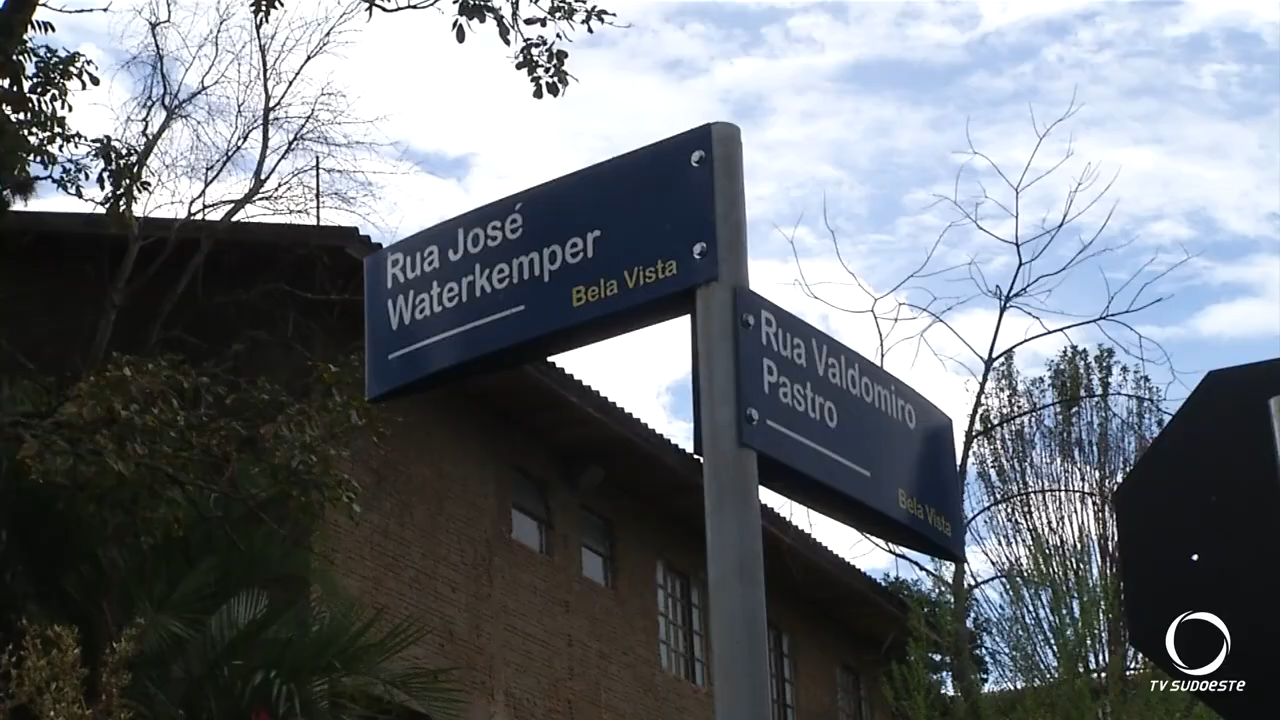 Rua José
Waterkemper
Bela Vista
Rua Valdomiro
Pastro
Bela Vista
TV SUDOESTE